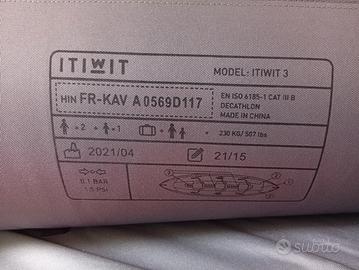 ITIWIT
MODEL: ITIWIT 3
HIN FR-KAV A0569D117
EN ISO 6185-1 CAT III B
DECATHLON
MADE IN CHINA
= 2 + = 1
+ = 230 KG/ 507 lbs
2021/04
21/15
0.1 BAR
1.5 PSI
subito